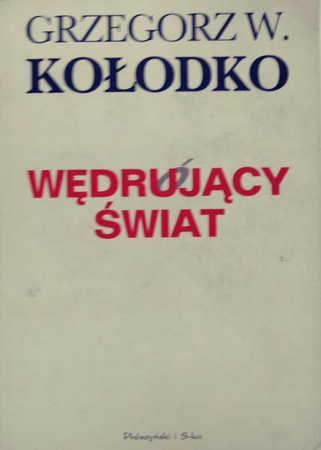 GRZEGORZ W.
KOŁODKO
WĘDRUJĄCY
ó
ŚWIAT
Prószyński i S-ka